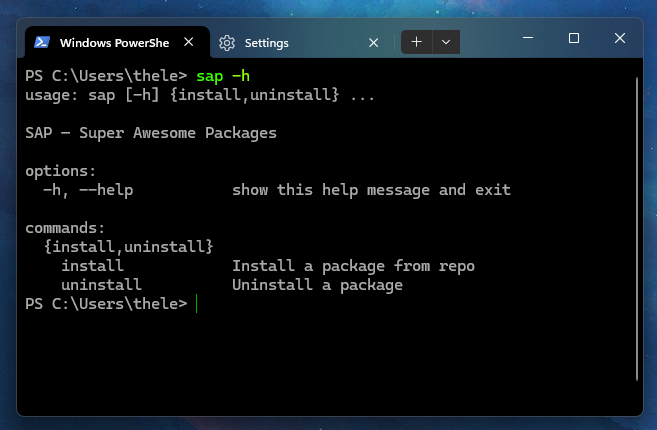 Windows PowerShe
Settings
PS C:\Users\thele> sap -h
usage: sap [-h] {install,uninstall} ...
SAP — Super Awesome Packages
options:
-h, --help show this help message and exit
commands:
{install,uninstall}
install Install a package from repo
uninstall Uninstall a package
PS C:\Users\thele>